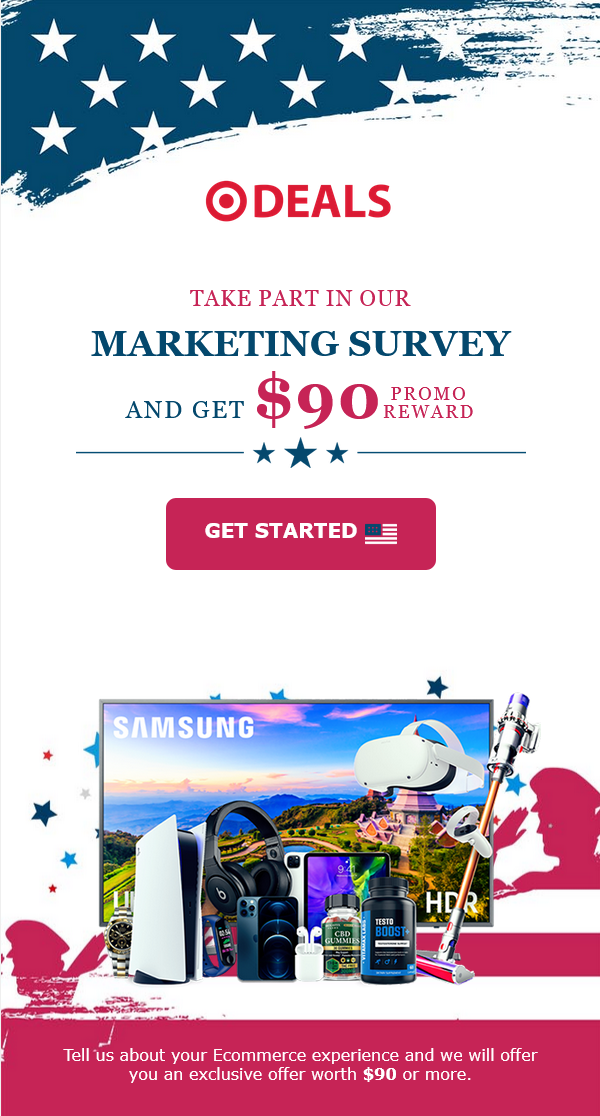 DEALS
TAKE PART IN OUR
MARKETING SURVEY
AND GET $90 PROMO REWARD
GET STARTED
SAMSUNG
9:41
HDR
CBD
GUMMIES
TESTO
BOOST+
Tell us about your Ecommerce experience and we will offer
you an exclusive offer worth $90 or more.